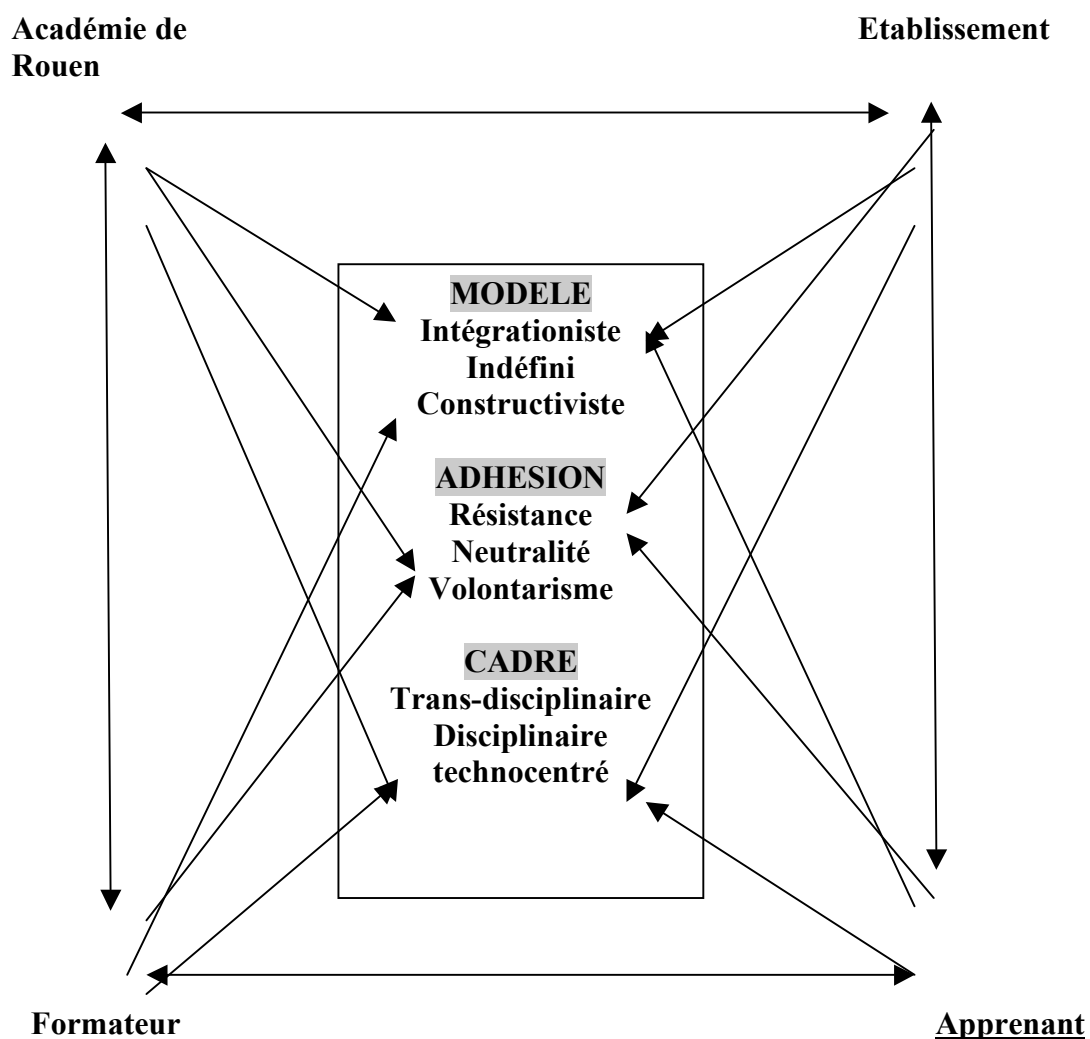 Académie de
Rouen
Etablissement
MODELE
Intégrationiste
Indéfini
Constructiviste
ADHESION
Résistance
Neutralité
Volontarisme
CADRE
Trans-disciplinaire
Disciplinaire
technocentré
Formateur
Apprenant